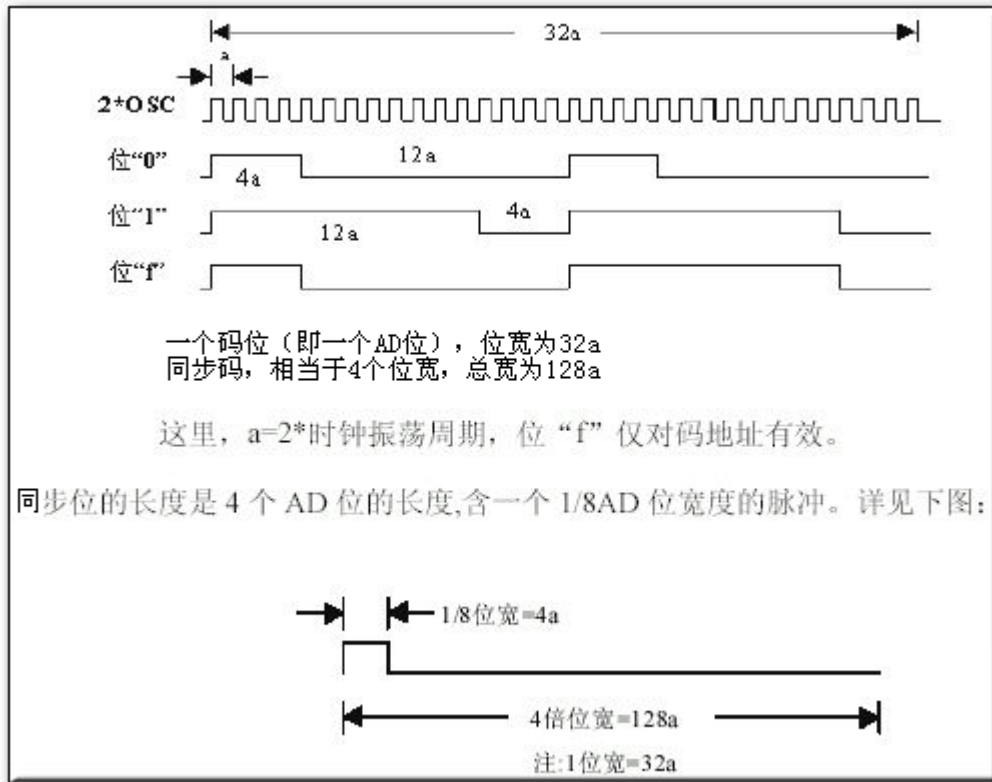 32a
a
2*OSC
位“0”
12a
4a
位“1”
4a
12a
位“f”
一个码位（即一个AD位），位宽为32a
同步码，相当于4个位宽，总宽为128a
这里，a=2*时钟振荡周期，位“f”仅对码地址有效。
同步位的长度是 4 个 AD 位的长度,含一个 1/8AD 位宽度的脉冲。详见下图：
1/8位宽=4a
4倍位宽=128a
注:1位宽=32a